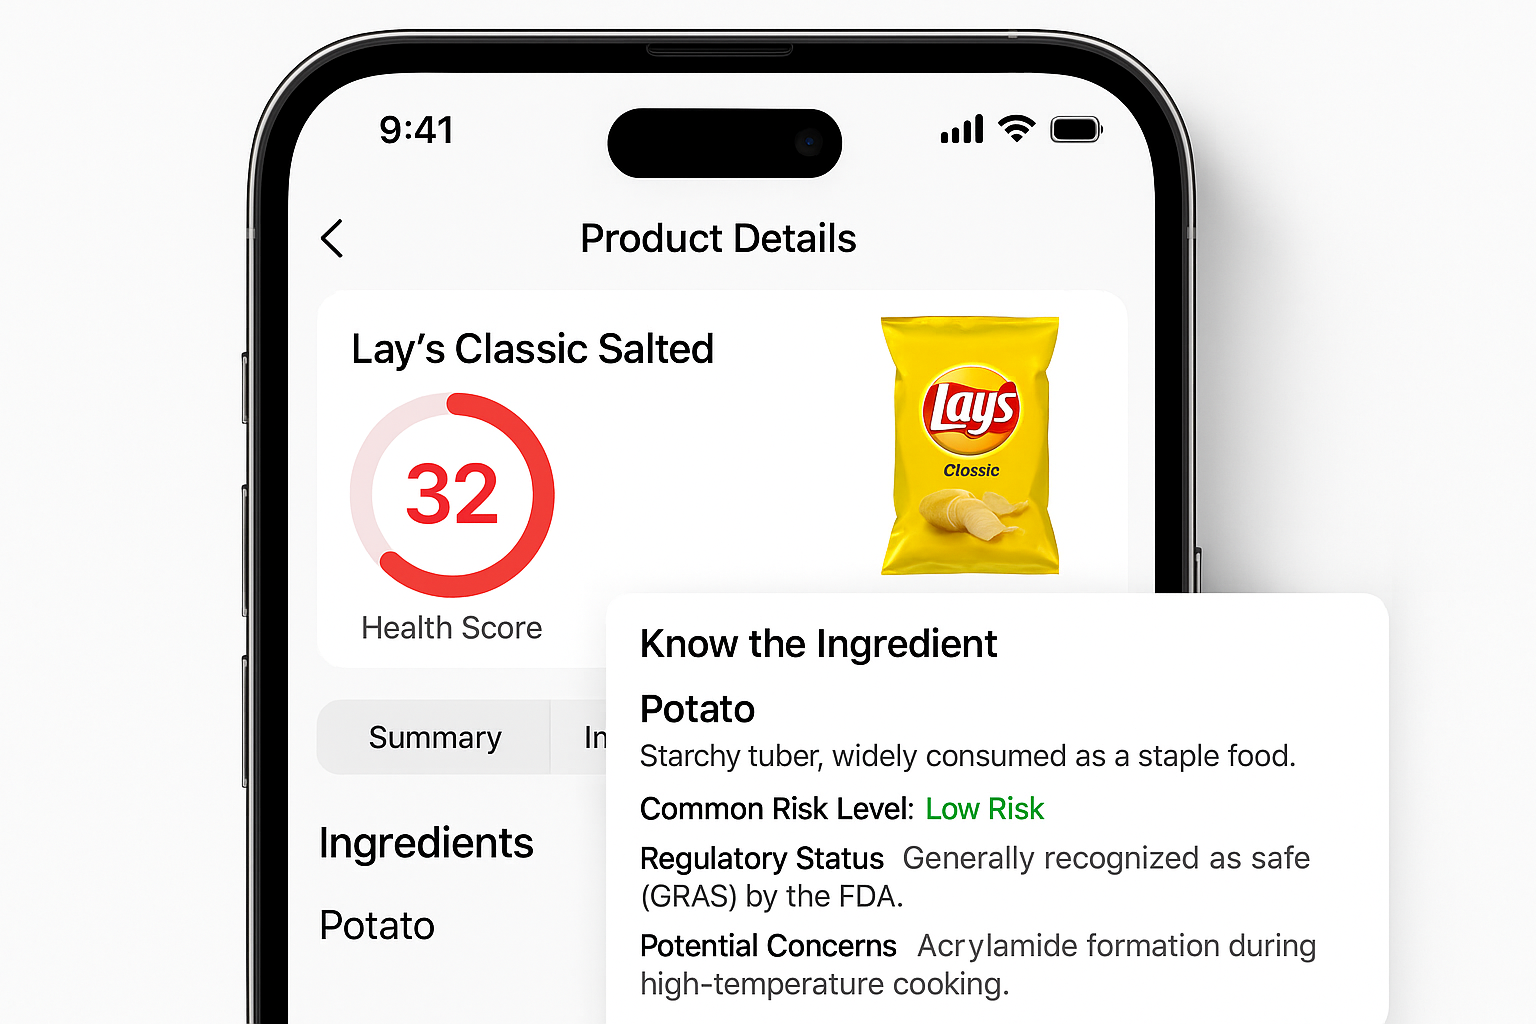 9:41
Product Details
Lay’s Classic Salted
32
Health Score
Lay's
Classic
Summary
In
Know the Ingredient
Potato
Starchy tuber, widely consumed as a staple food.
Common Risk Level: Low Risk
Regulatory Status Generally recognized as safe
(GRAS) by the FDA.
Potential Concerns Acrylamide formation during
high-temperature cooking.
Ingredients
Potato